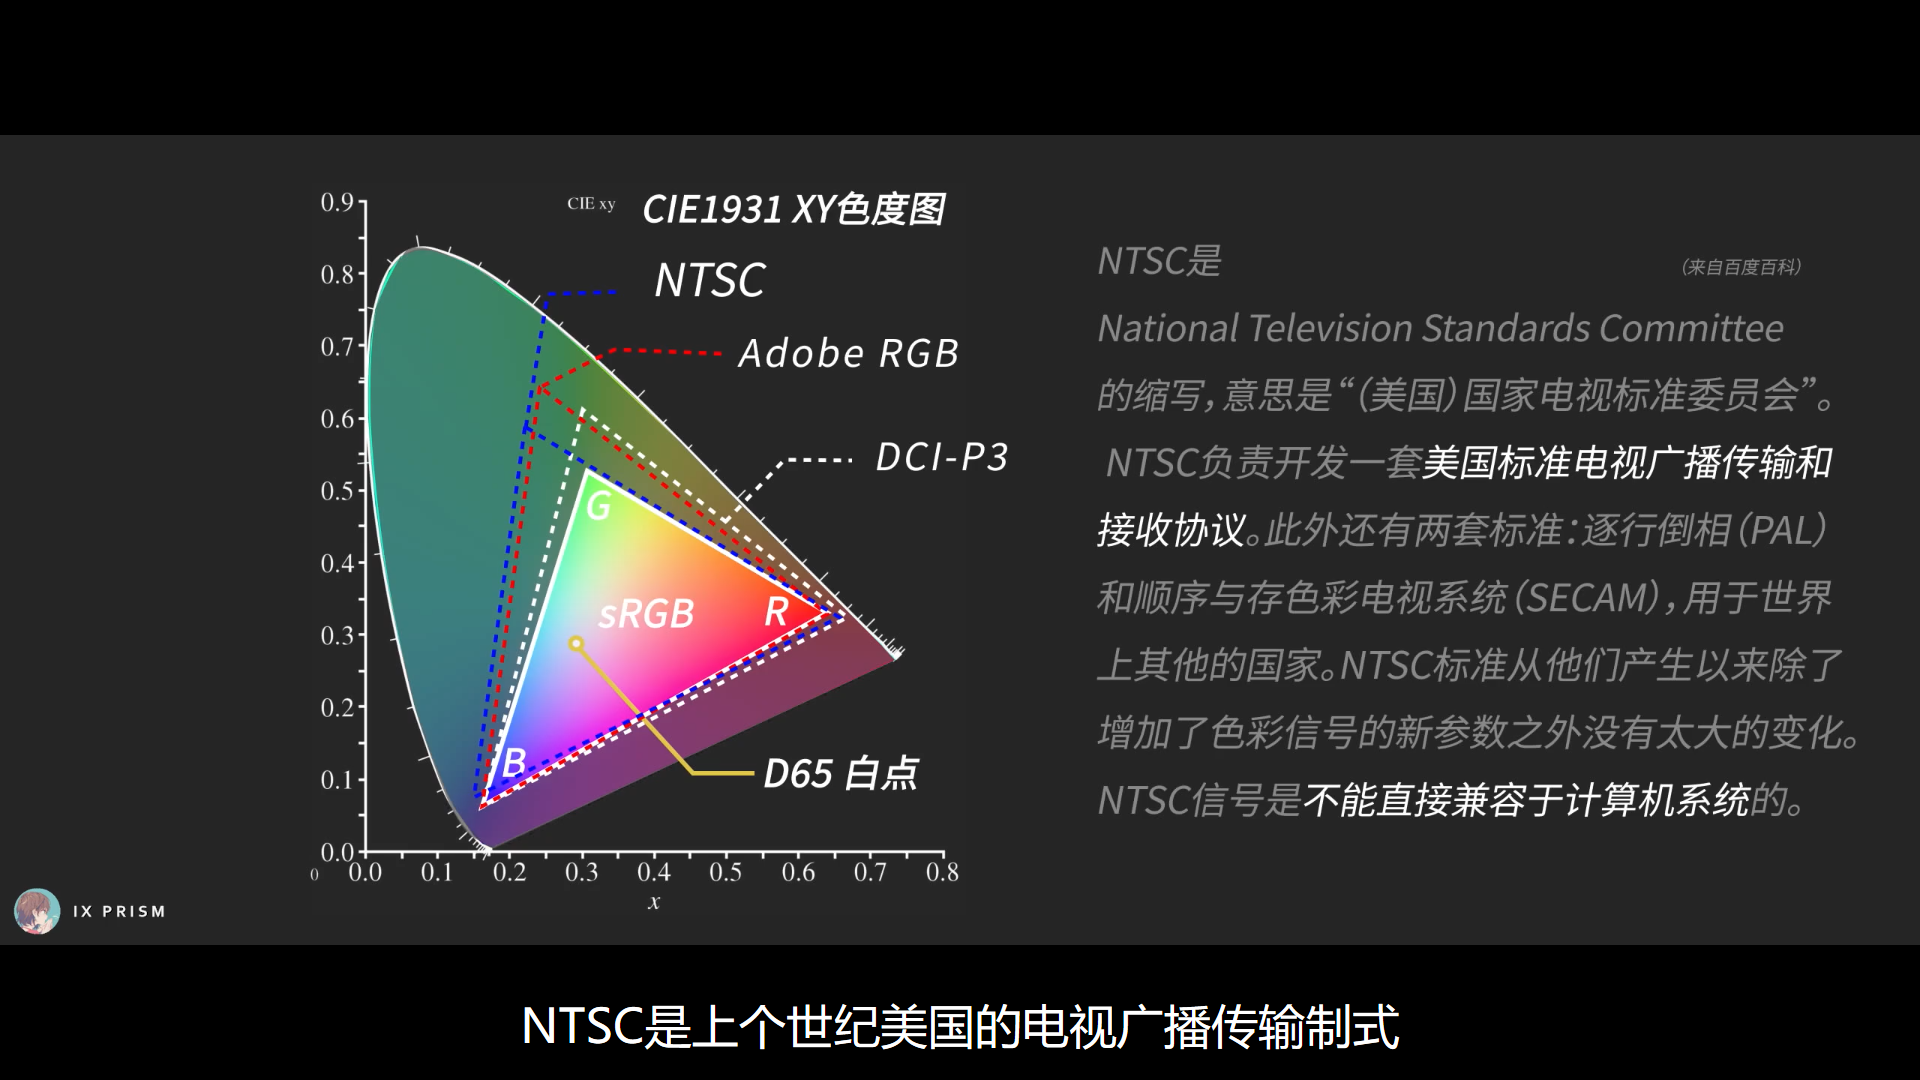 CIE xy CIE1931 XY色度图
NTSC
Adobe RGB
DCI-P3
G
sRGB
R
B
D65 白点
0.9
0.8
0.7
0.6
0.5
0.4
0.3
0.2
0.1
0.0
0 0.0 0.1 0.2 0.3 0.4 0.5 0.6 0.7 0.8
x
NTSC是 (来自百度百科)
National Television Standards Committee
的缩写，意思是“（美国）国家电视标准委员会”。
NTSC负责开发一套美国标准电视广播传输和
接收协议。此外还有两套标准：逐行倒相（PAL）
和顺序与存色彩电视系统（SECAM），用于世界
上其他的国家。NTSC标准从他们产生以来除了
增加了色彩信号的新参数之外没有太大的变化。
NTSC信号是不能直接兼容于计算机系统的。
IX PRISM
NTSC是上个世纪美国的电视广播传输制式